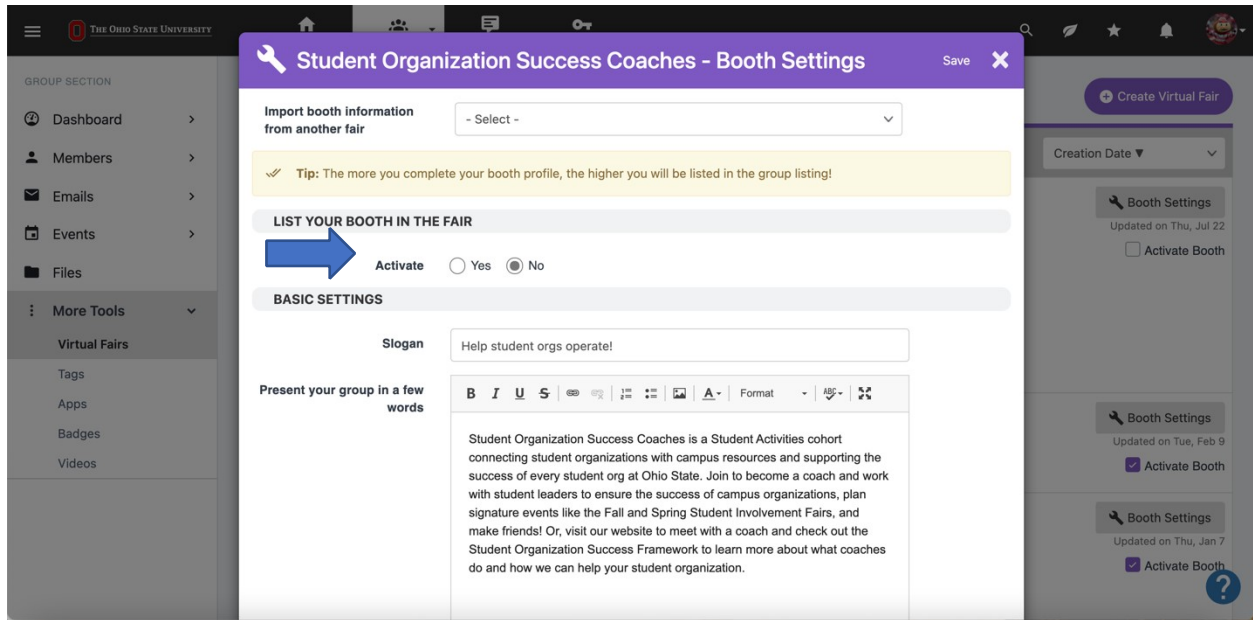 THE OHIO STATE UNIVERSITY
GROUP SECTION
Dashboard
Members
Emails
Events
Files
More Tools
Virtual Fairs
Tags
Apps
Badges
Videos
Student Organization Success Coaches - Booth Settings
Save
Import booth information
from another fair
- Select -
Tip: The more you complete your booth profile, the higher you will be listed in the group listing!
LIST YOUR BOOTH IN THE FAIR
Activate
Yes
No
BASIC SETTINGS
Slogan
Help student orgs operate!
Present your group in a few
words
B I U S
A
Format
ABC
Student Organization Success Coaches is a Student Activities cohort
connecting student organizations with campus resources and supporting the
success of every student org at Ohio State. Join to become a coach and work
with student leaders to ensure the success of campus organizations, plan
signature events like the Fall and Spring Student Involvement Fairs, and
make friends! Or, visit our website to meet with a coach and check out the
Student Organization Success Framework to learn more about what coaches
do and how we can help your student organization.
Create Virtual Fair
Creation Date ▼
Booth Settings
Updated on Thu, Jul 22
Activate Booth
Booth Settings
Updated on Tue, Feb 9
Activate Booth
Booth Settings
Updated on Thu, Jan 7
Activate Booth
?